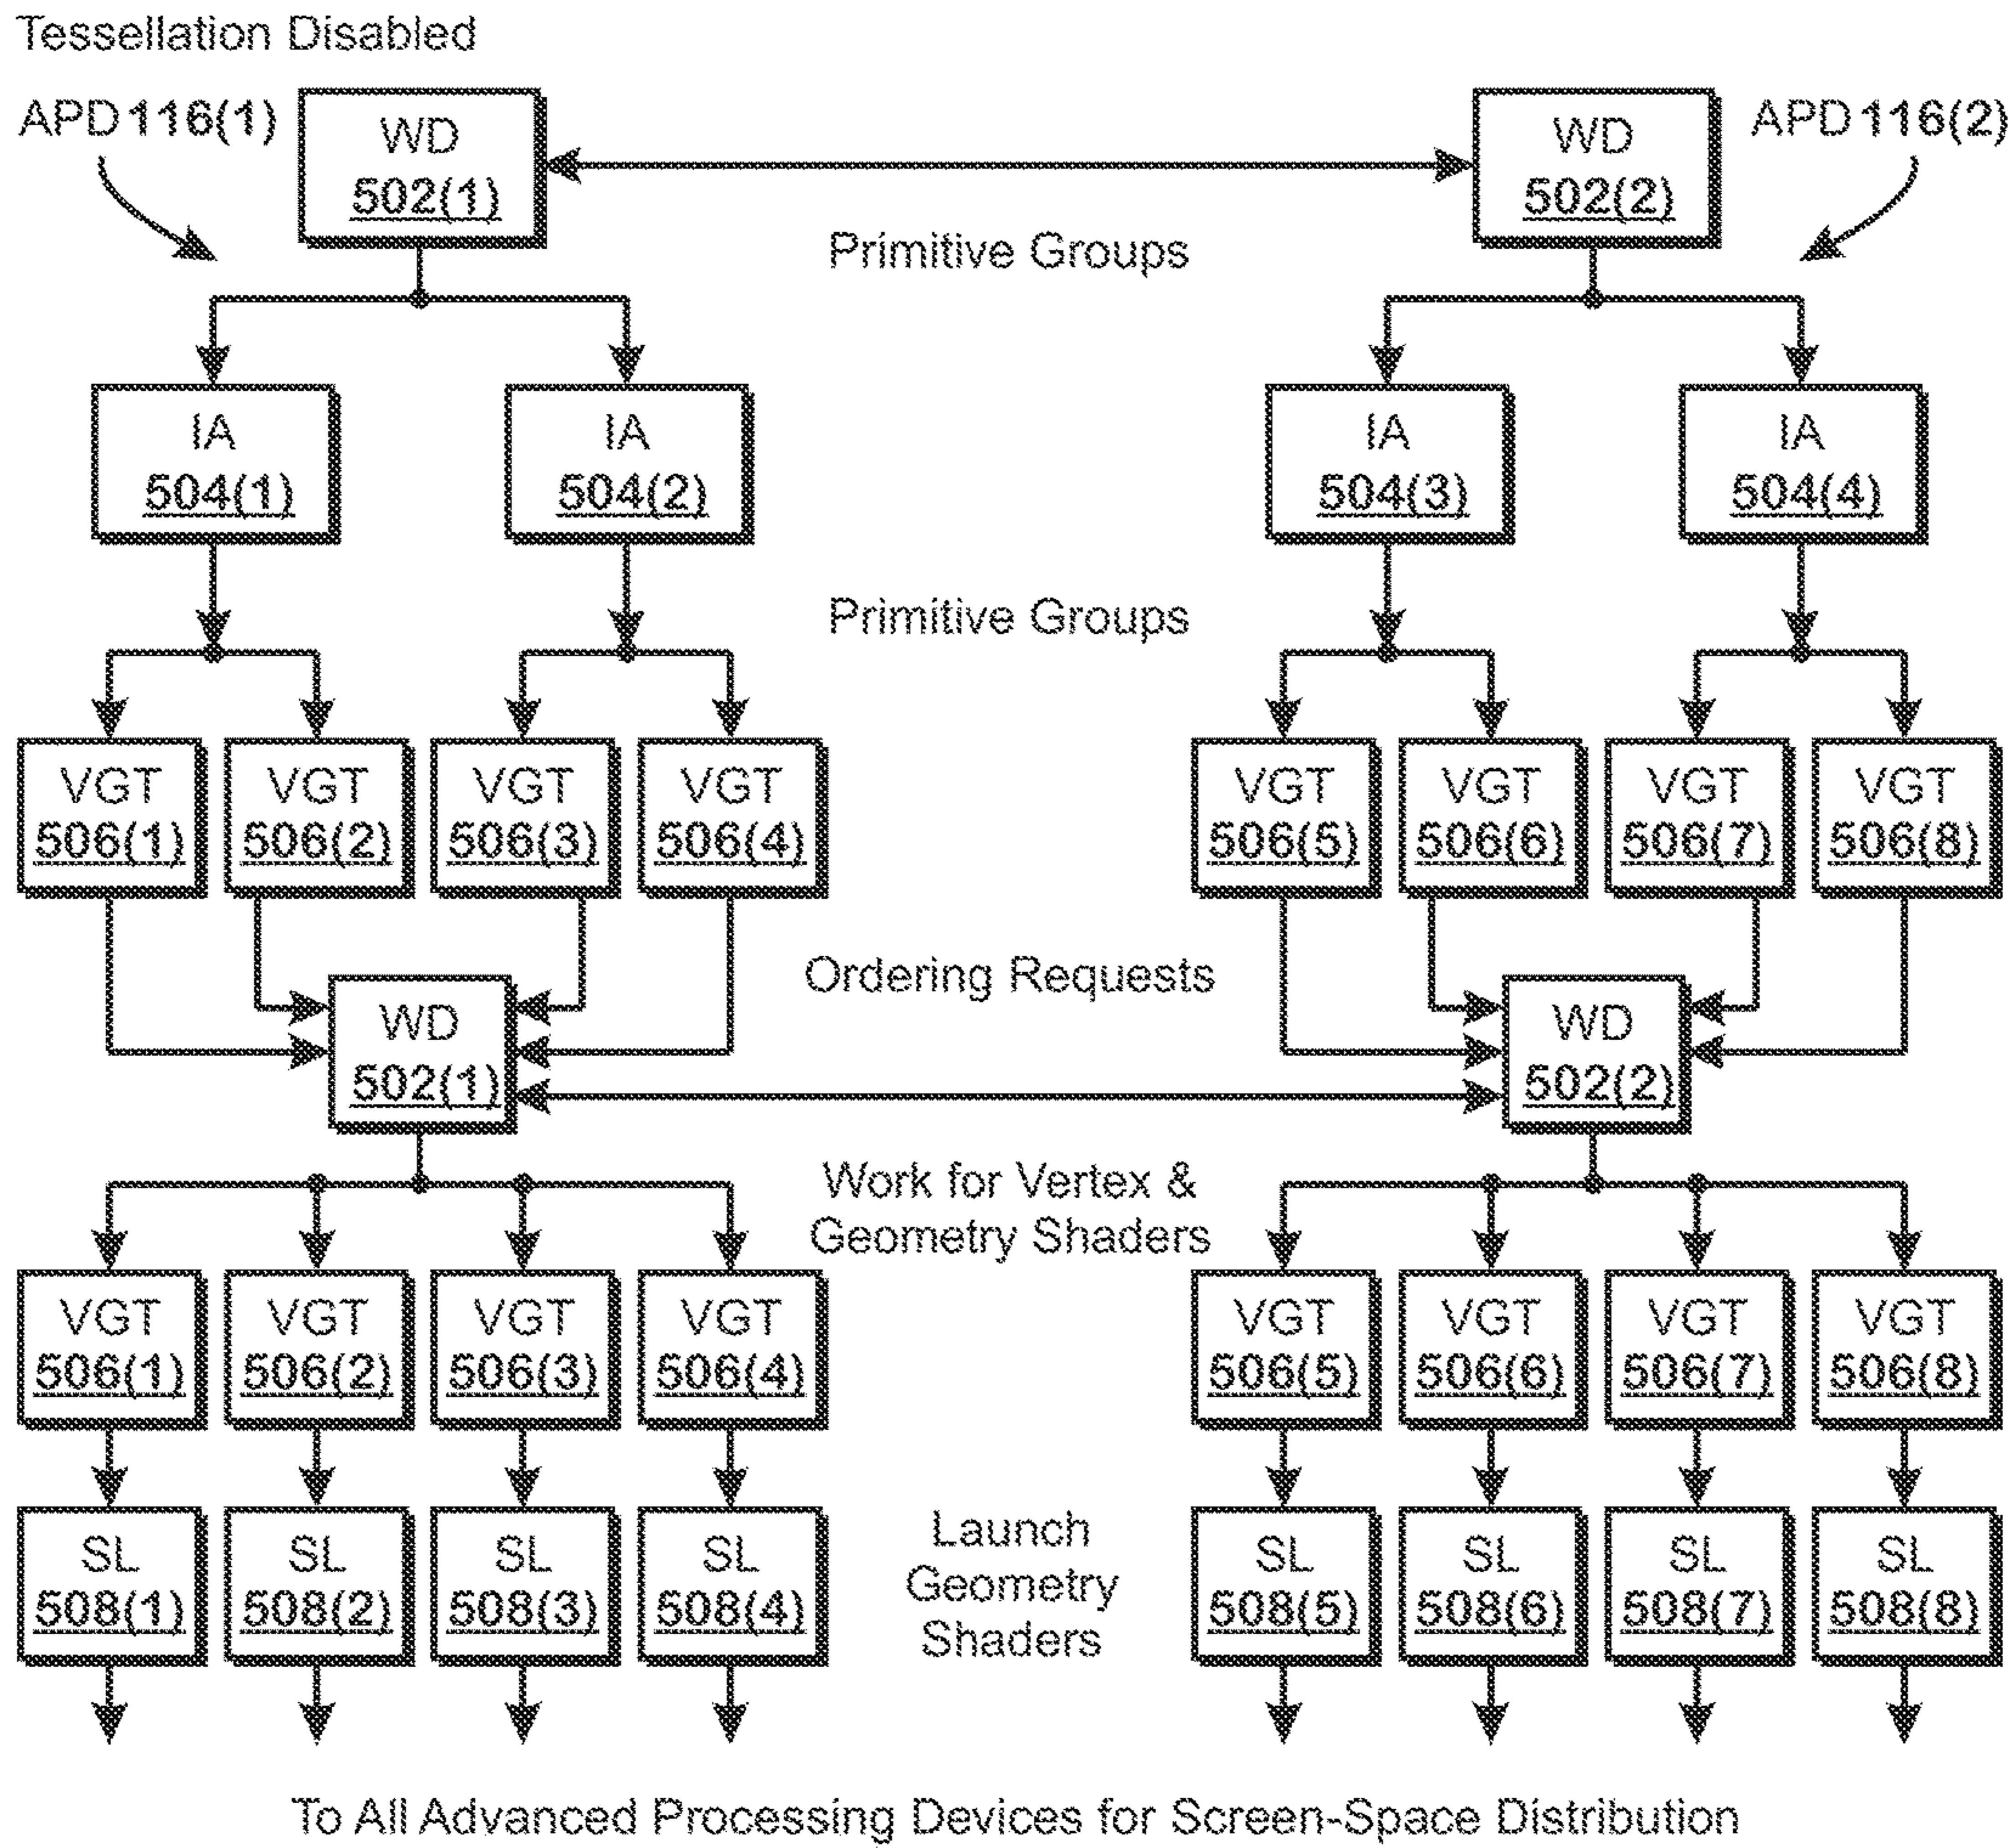 Tessellation Disabled
APD 116(1)
WD
502(1)
WD
502(2)
APD 116(2)
Primitive Groups
IA
504(1)
IA
504(2)
IA
504(3)
IA
504(4)
Primitive Groups
VGT
506(1)
VGT
506(2)
VGT
506(3)
VGT
506(4)
VGT
506(5)
VGT
506(6)
VGT
506(7)
VGT
506(8)
Ordering Requests
WD
502(1)
WD
502(2)
Work for Vertex &
Geometry Shaders
VGT
506(1)
VGT
506(2)
VGT
506(3)
VGT
506(4)
VGT
506(5)
VGT
506(6)
VGT
506(7)
VGT
506(8)
SL
508(1)
SL
508(2)
SL
508(3)
SL
508(4)
Launch
Geometry
Shaders
SL
508(5)
SL
508(6)
SL
508(7)
SL
508(8)
To All Advanced Processing Devices for Screen-Space Distribution